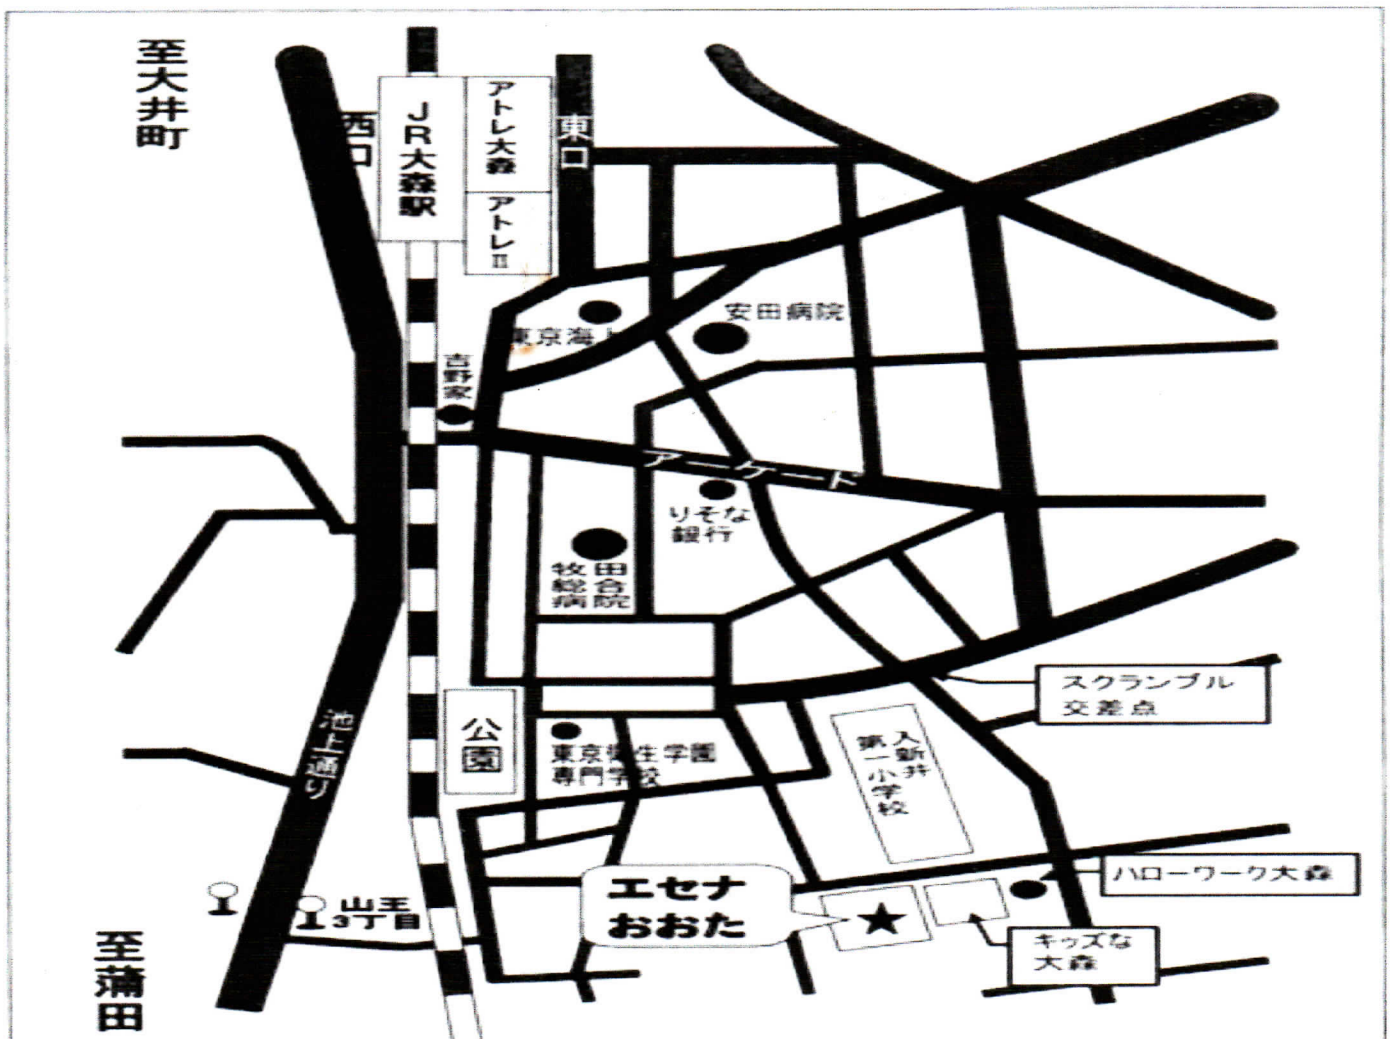 至大井町
西口
JR大森駅
アトレ大森
アトレⅡ
東口
東京海上
安田病院
吉野家
アーケード
りそな
銀行
牧田
総合
病院
スクランブル
交差点
池上通り
公園
東京衛生学園
専門学校
入新井
第一小学校
ハローワーク大森
エセナ
おおた
キッズな
大森
山王
3丁目
至蒲田